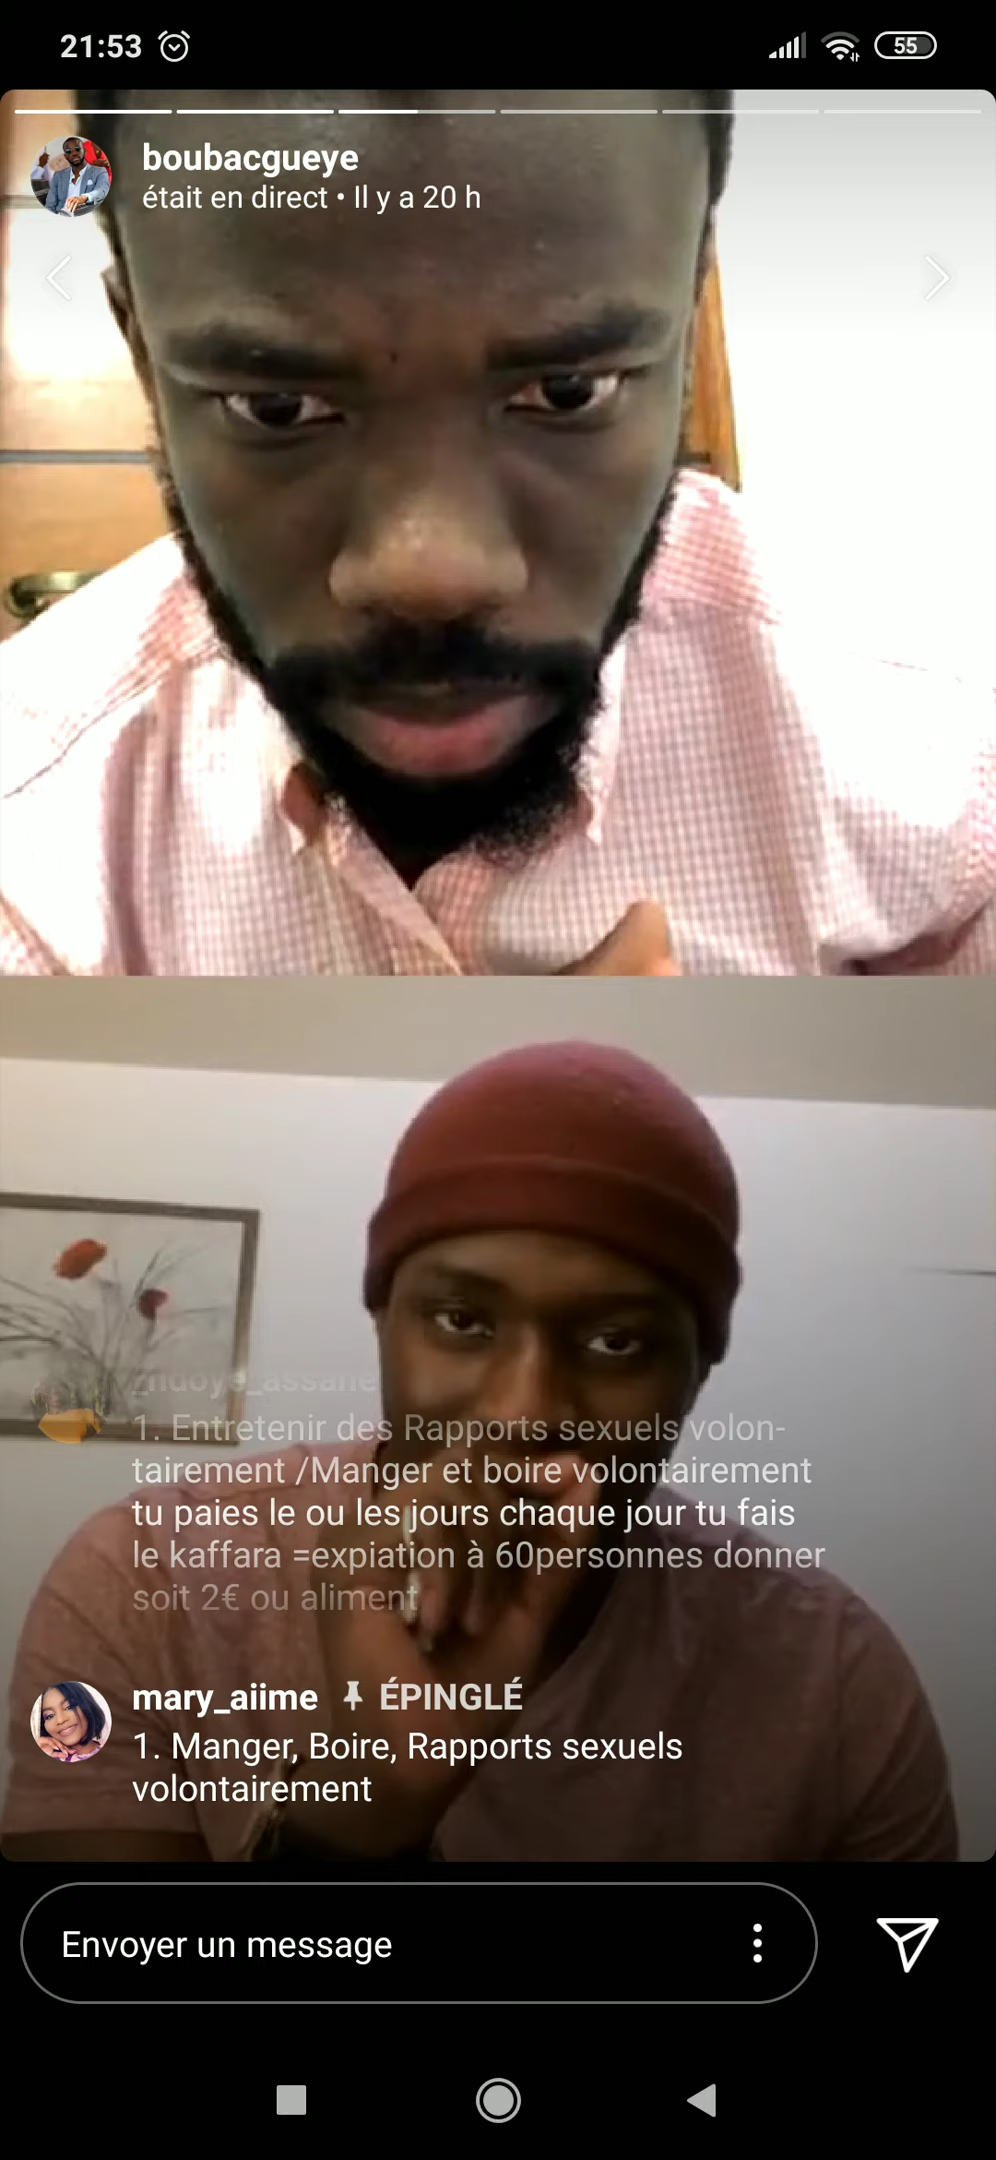 21:53
55
boubacgueye
était en direct • Il y a 20 h
_ndoye_assane
1. Entretenir des Rapports sexuels volon-
tairement /Manger et boire volontairement
tu paies le ou les jours chaque jour tu fais
le kaffara =expiation à 60personnes donner
soit 2€ ou aliment
mary_aiime ÉPINGLÉ
1. Manger, Boire, Rapports sexuels
volontairement
Envoyer un message